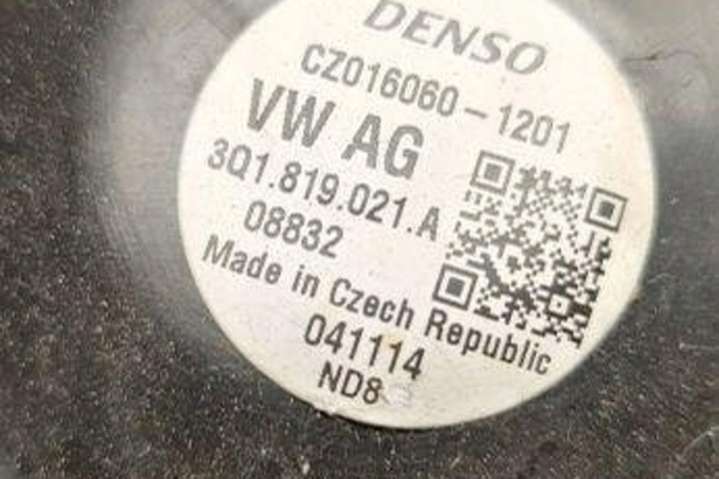 DENSO
CZ016060-1201
VW AG
3Q1.819.021.A
08832
Made in Czech Republic
041114
ND8